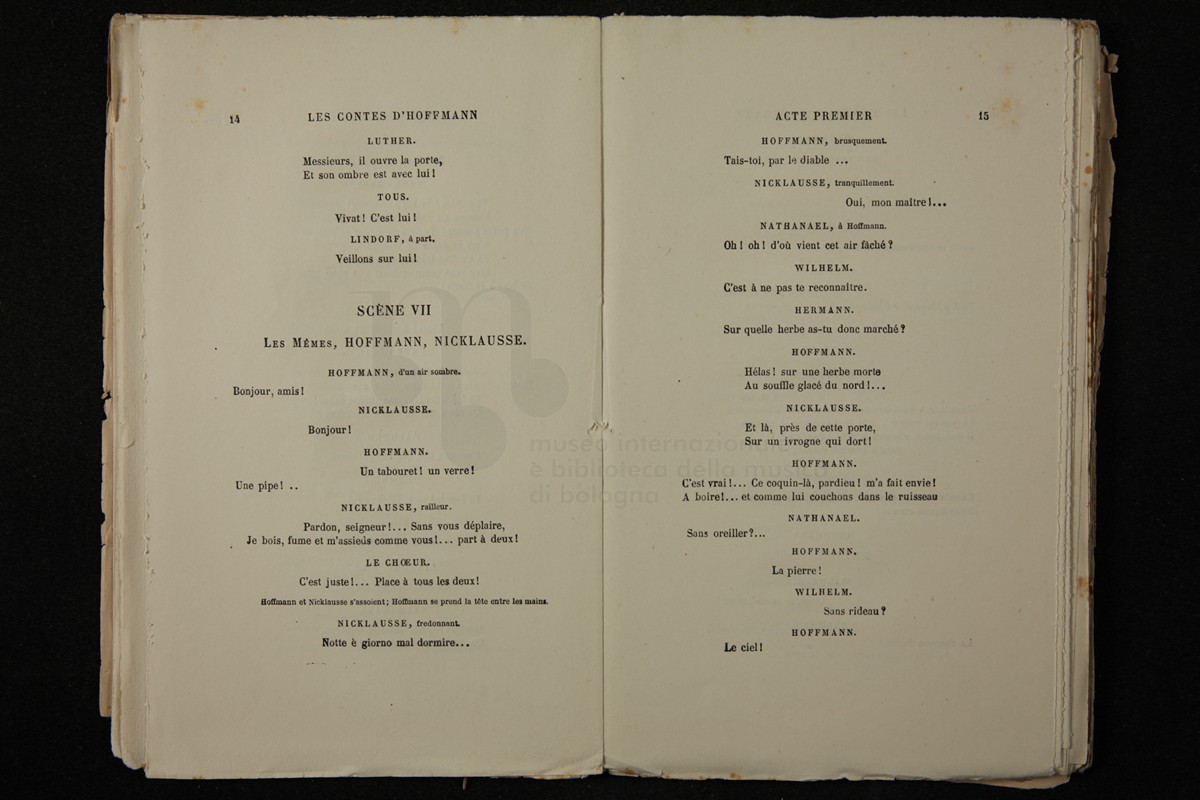 14 LES CONTES D'HOFFMANN
LUTHER.
Messieurs, il ouvre la porte,
Et son ombre est avec lui!
TOUS.
Vivat! C'est lui!
LINDORF, à part.
Veillons sur lui!
SCÈNE VII
LES MÊMES, HOFFMANN, NICKLAUSSE.
HOFFMANN, d'un air sombre.
Bonjour, amis!
NICKLAUSSE.
Bonjour!
HOFFMANN.
Un tabouret! un verre!
Une pipe! ..
NICKLAUSSE, railleur.
Pardon, seigneur!... Sans vous déplaire,
Je bois, fume et m'assieds comme vous!... part à deux!
LE CHŒUR.
C'est juste!... Place à tous les deux!
Hoffmann et Nicklausse s'assoient; Hoffmann se prend la tête entre les mains.
NICKLAUSSE, fredonnant.
Notte è giorno mal dormire...
ACTE PREMIER 15
HOFFMANN, brusquement.
Tais-toi, par le diable ...
NICKLAUSSE, tranquillement.
Oui, mon maître!...
NATHANAEL, à Hoffmann.
Oh! oh! d'où vient cet air fâché?
WILHELM.
C'est à ne pas te reconnaître.
HERMANN.
Sur quelle herbe as-tu donc marché?
HOFFMANN.
Hélas! sur une herbe morte
Au souffle glacé du nord!...
NICKLAUSSE.
Et là, près de cette porte,
Sur un ivrogne qui dort!
HOFFMANN.
C'est vrai!... Ce coquin-là, pardieu! m'a fait envie!
A boire!... et comme lui couchons dans le ruisseau
NATHANAEL.
Sans oreiller?...
HOFFMANN.
La pierre!
WILHELM.
Sans rideau?
HOFFMANN.
Le ciel!
museo internazionale
e biblioteca della musica
di bologna